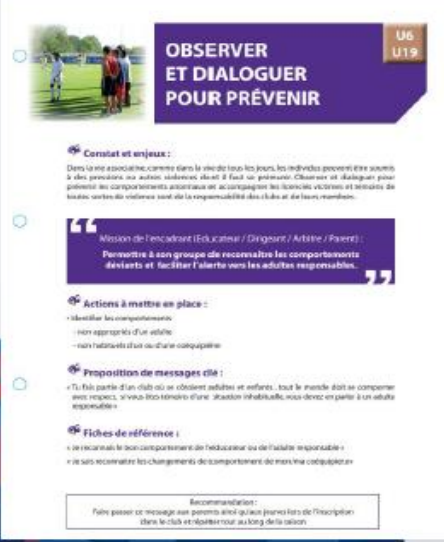 OBSERVER
ET DIALOGUER
POUR PRÉVENIR
U6
U19
Constat et enjeux :
Dans la vie associative, comme dans la vie de tous les jours, les individus peuvent être soumis
à des pressions ou autres violences dont il faut se prémunir. Observer et dialoguer pour
prévenir les comportements anormaux et accompagner les licenciés victimes et témoins de
toutes sortes de violence sont de la responsabilité des clubs et de leurs membres.
Mission de l'encadrant (Educateur / Dirigeant / Arbitre / Parent) :
Permettre à son groupe de reconnaître les comportements
déviants et faciliter l'alerte vers les adultes responsables.
Actions à mettre en place :
• Identifier les comportements
- non appropriés d'un adulte
- non habituels d'un ou d'une coéquipière
Proposition de messages clé :
« Tu fais partie d'un club où se côtoient adultes et enfants, tout le monde doit se comporter
avec respect, si vous êtes témoins d'une situation inhabituelle, vous devez en parler à un adulte
responsable »
Fiches de référence :
« Je reconnais le bon comportement de l'éducateur ou de l'adulte responsable »
« Je sais reconnaître les changements de comportement de mon/ma coéquipier.e »
Recommandation :
Faire passer ce message aux parents ainsi qu'aux jeunes lors de l'inscription
dans le club et répéter tout au long de la saison